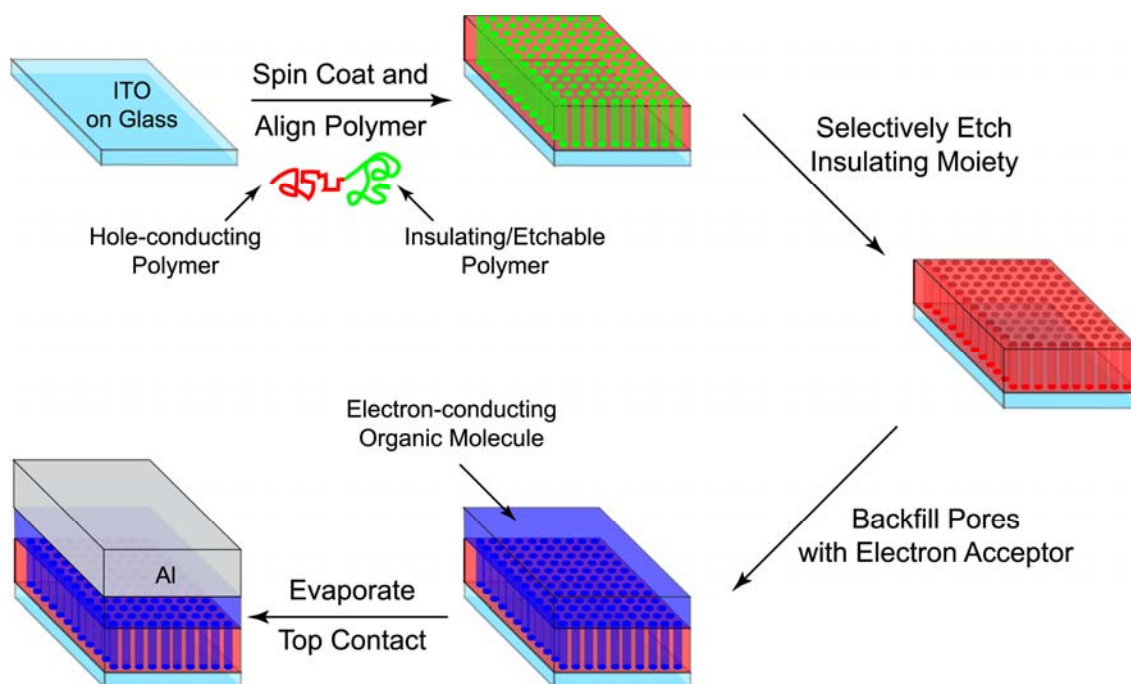 ITO
on Glass
Spin Coat and
Align Polymer
Hole-conducting
Polymer
Insulating/Etchable
Polymer
Selectively Etch
Insulating Moiety
Backfill Pores
with Electron Acceptor
Electron-conducting
Organic Molecule
Evaporate
Top Contact
Al